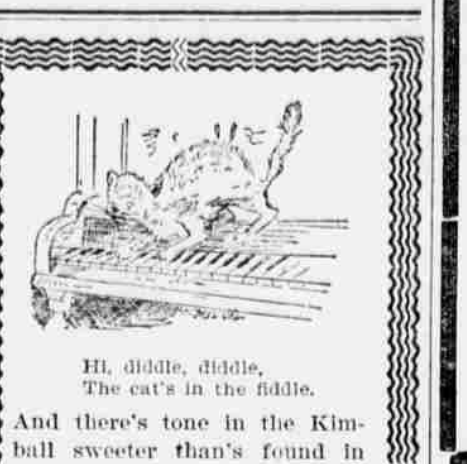 Hi, diddle, diddle,
The cat's in the fiddle.
And there's tone in the Kim-
ball sweeter than's found in